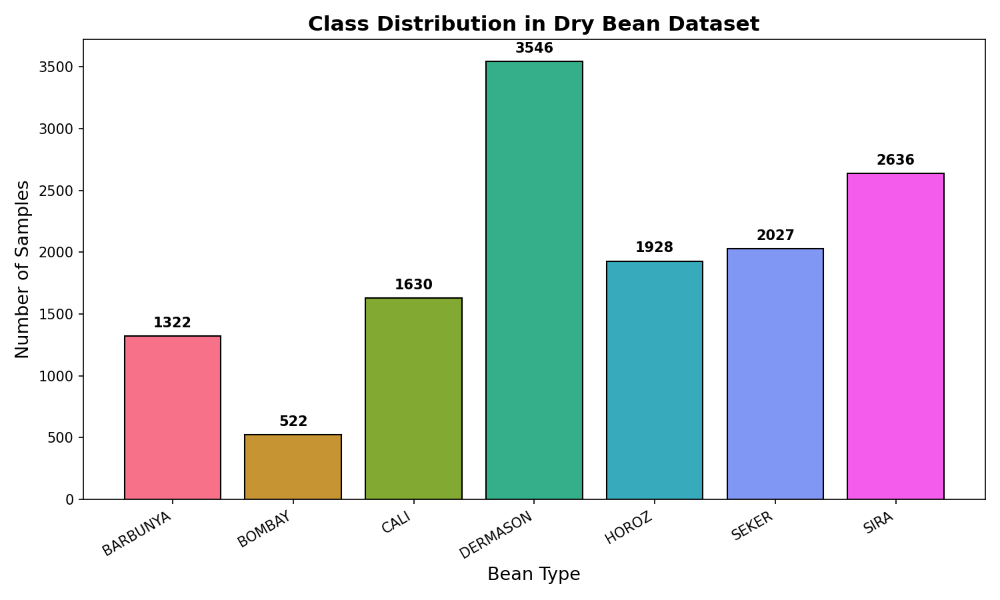 Class Distribution in Dry Bean Dataset
Number of Samples
3500
3000
2500
2000
1500
1000
500
0
1322
522
1630
3546
1928
2027
2636
BARBUNYA
BOMBAY
CALI
DERMASON
HOROZ
SEKER
SIRA
Bean Type